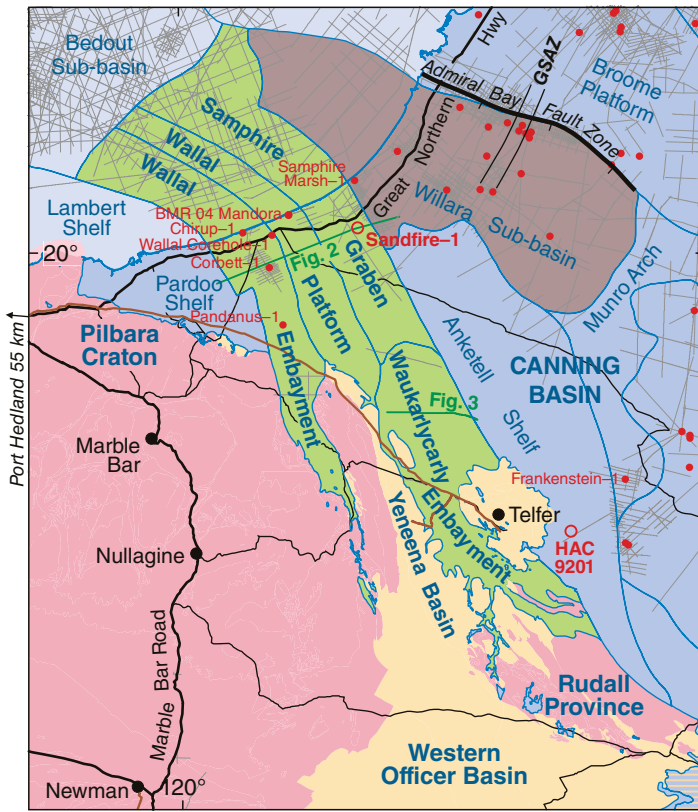 Bedout
Sub-basin
Hwy
GSAZ
Broome
Platform
Admiral Bay
Fault Zone
Samphire
Wallal
Wallal
Northern
Great
Samphire
Marsh–1
Willara Sub-basin
Lambert
Shelf
BMR 04 Mandora
Chirup–1
Wallal Corehole–1
Corbett–1
Sandfire–1
20°
Fig. 2
Graben
Platform
Embayment
Pardoo
Shelf
Pandanus–1
Munro Arch
Port Hedland 55 km
Pilbara
Craton
Anketell
Shelf
CANNING
BASIN
Waukarlycarly
Embayment
Fig. 3
Marble
Bar
Frankenstein–1
Telfer
Nullagine
HAC
9201
Yeneena Basin
Marble Bar Road
Rudall
Province
Western
Officer Basin
Newman
120°